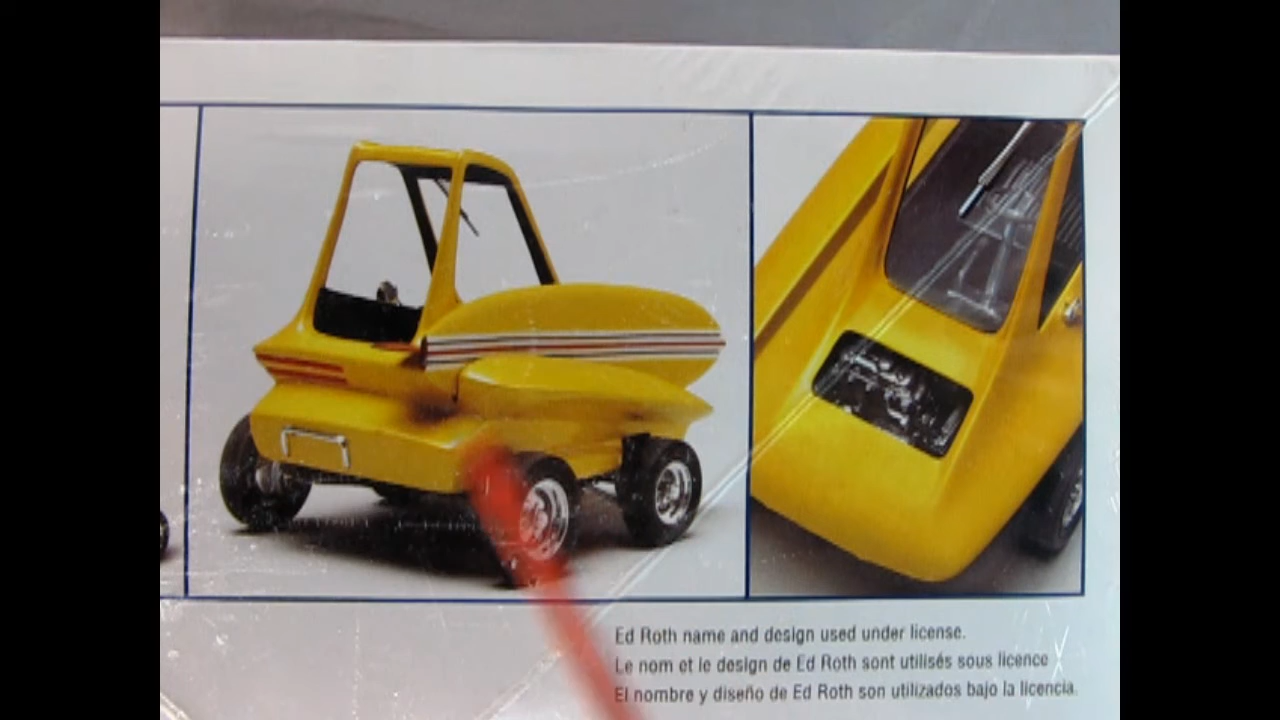 Ed Roth name and design used under license.
Le nom et le design de Ed Roth sont utilisés sous licence
El nombre y diseño de Ed Roth son utilizados bajo la licencia.